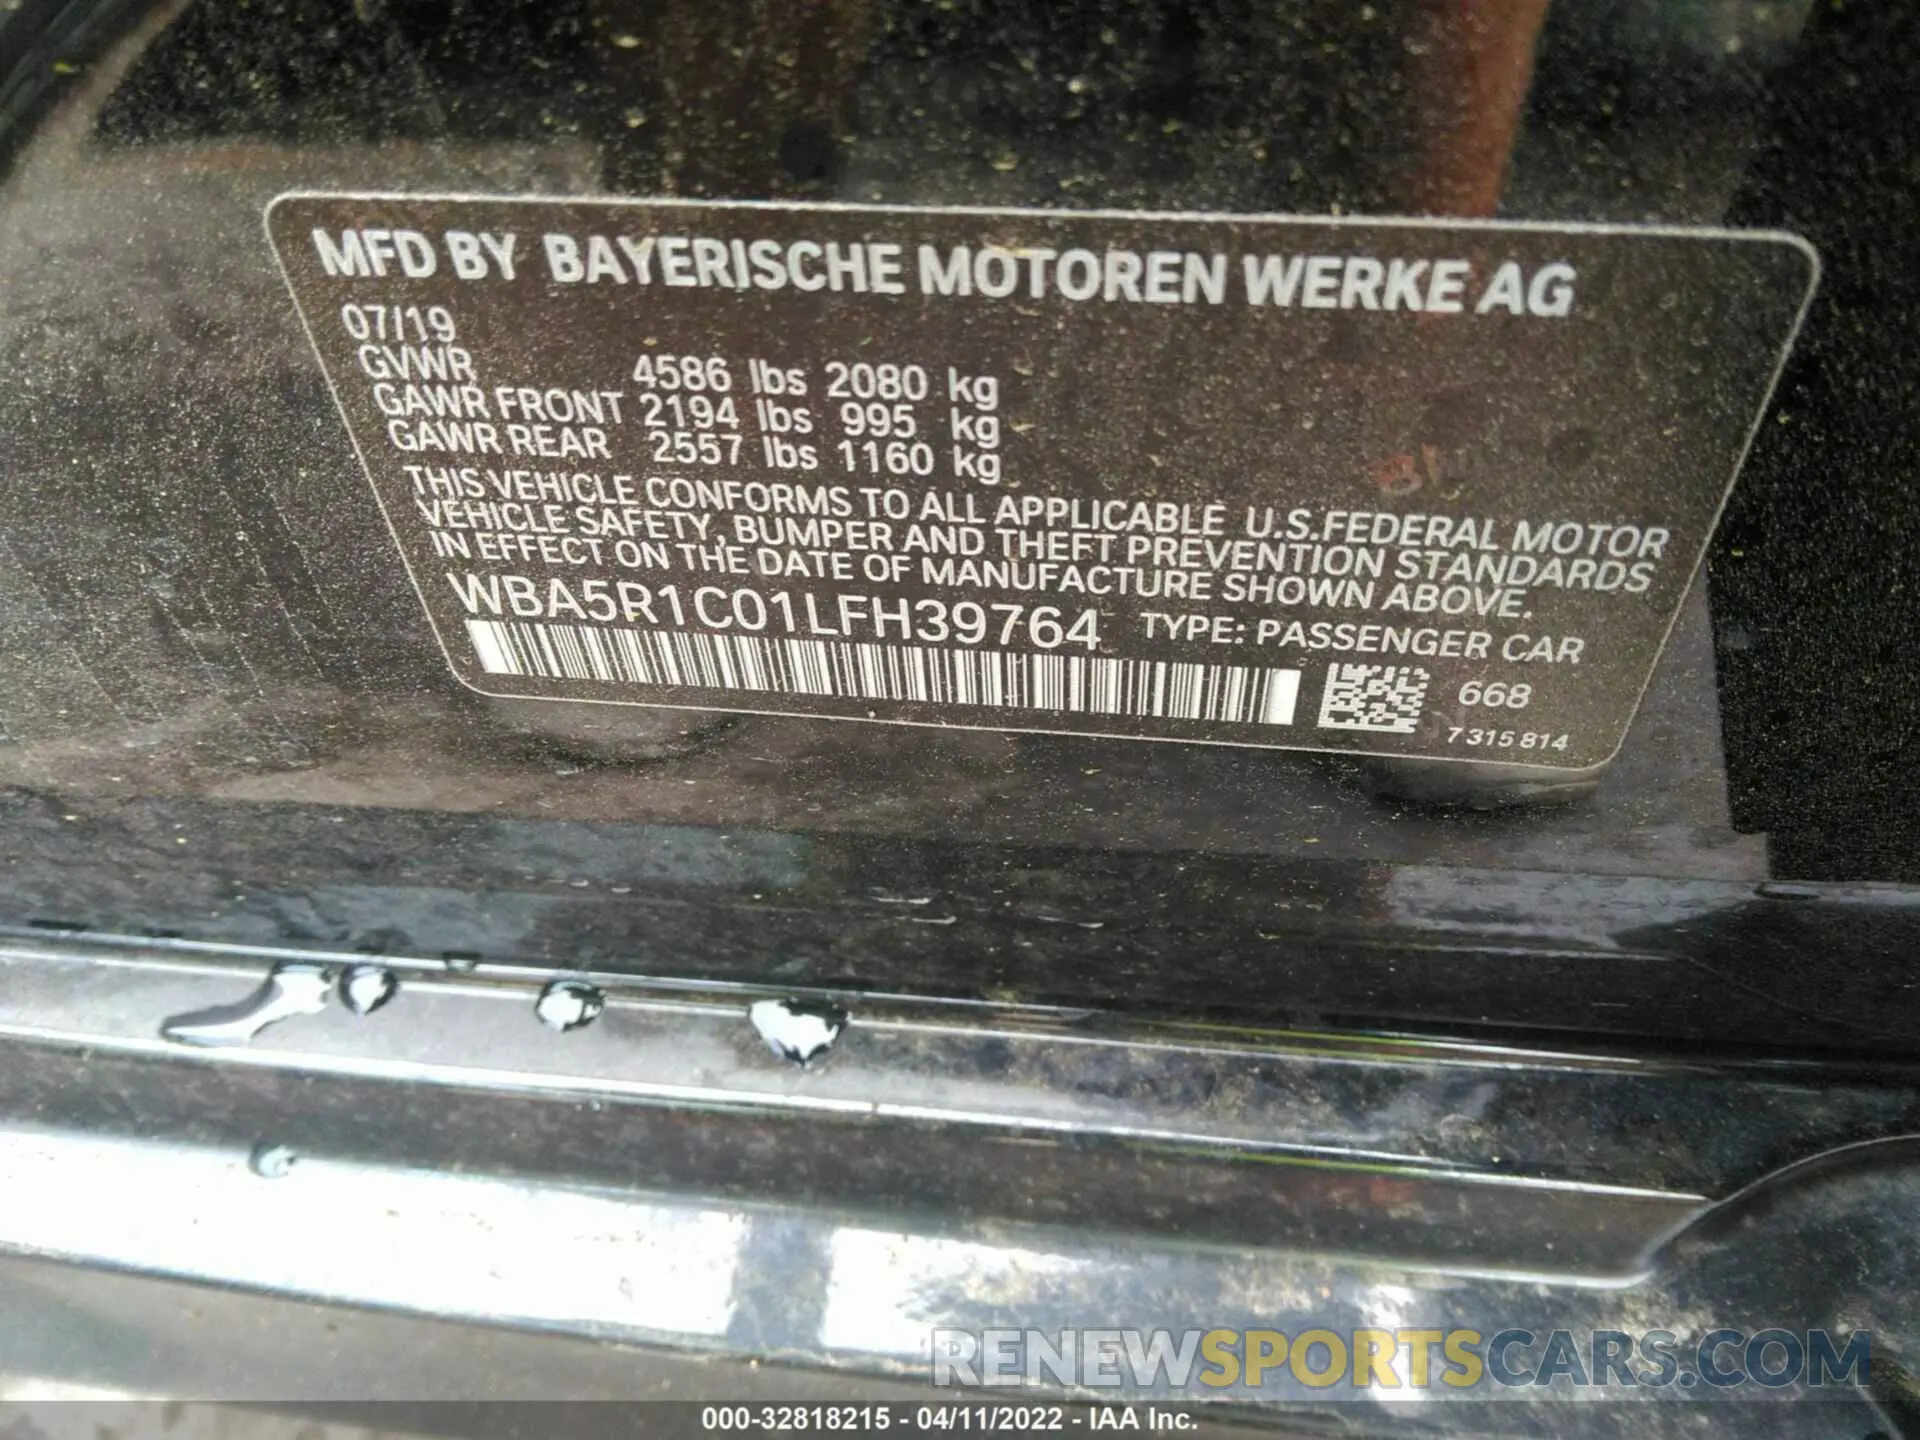 MFD BY BAYERISCHE MOTOREN WERKE AG
07/19
GVWR 4586 lbs 2080 kg
GAWR FRONT 2194 lbs 995 kg
GAWR REAR 2557 lbs 1160 kg
THIS VEHICLE CONFORMS TO ALL APPLICABLE U.S.FEDERAL MOTOR
VEHICLE SAFETY, BUMPER AND THEFT PREVENTION STANDARDS
IN EFFECT ON THE DATE OF MANUFACTURE SHOWN ABOVE.
WBA5R1C01LFH39764 TYPE: PASSENGER CAR
668
7 315 814
RENEWSPORTSCARS.COM
000-32818215 - 04/11/2022 - IAA Inc.